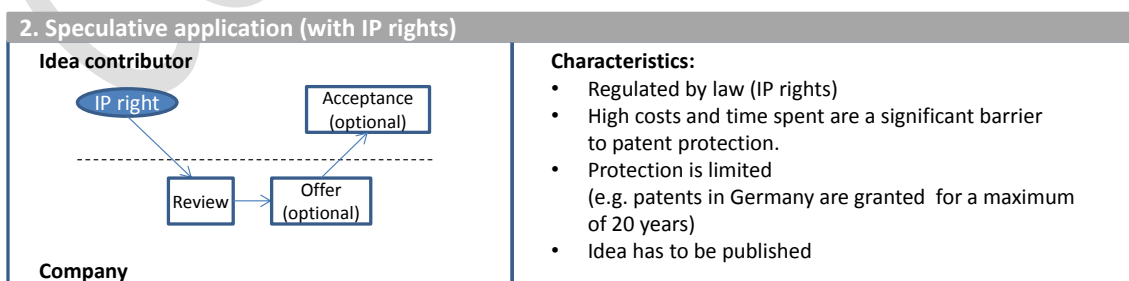 2. Speculative application (with IP rights)
Idea contributor
IP right
Acceptance
(optional)
Review
Offer
(optional)
Company
Characteristics:
• Regulated by law (IP rights)
• High costs and time spent are a significant barrier
to patent protection.
• Protection is limited
(e.g. patents in Germany are granted for a maximum
of 20 years)
• Idea has to be published